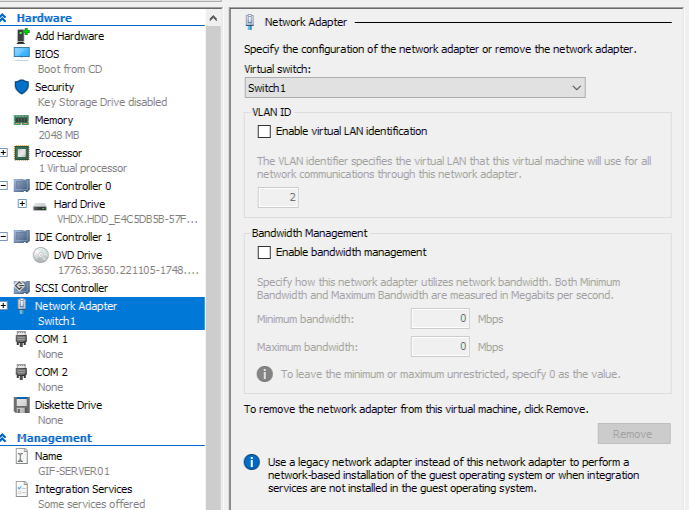 Hardware
Add Hardware
BIOS
Boot from CD
Security
Key Storage Drive disabled
Memory
2048 MB
Processor
1 Virtual processor
IDE Controller 0
Hard Drive
VHDX.HDD_E4C5DB5B-57F...
IDE Controller 1
DVD Drive
17763.3650.221105-1748....
SCSI Controller
Network Adapter
Switch1
COM 1
None
COM 2
None
Diskette Drive
None
Management
Name
GIF-SERVER01
Integration Services
Some services offered
Network Adapter
Specify the configuration of the network adapter or remove the network adapter.
Virtual switch:
Switch1
VLAN ID
Enable virtual LAN identification
The VLAN identifier specifies the virtual LAN that this virtual machine will use for all
network communications through this network adapter.
2
Bandwidth Management
Enable bandwidth management
Specify how this network adapter utilizes network bandwidth. Both Minimum
Bandwidth and Maximum Bandwidth are measured in Megabits per second.
Minimum bandwidth: 0 Mbps
Maximum bandwidth: 0 Mbps
To leave the minimum or maximum unrestricted, specify 0 as the value.
To remove the network adapter from this virtual machine, click Remove.
Remove
Use a legacy network adapter instead of this network adapter to perform a
network-based installation of the guest operating system or when integration
services are not installed in the guest operating system.